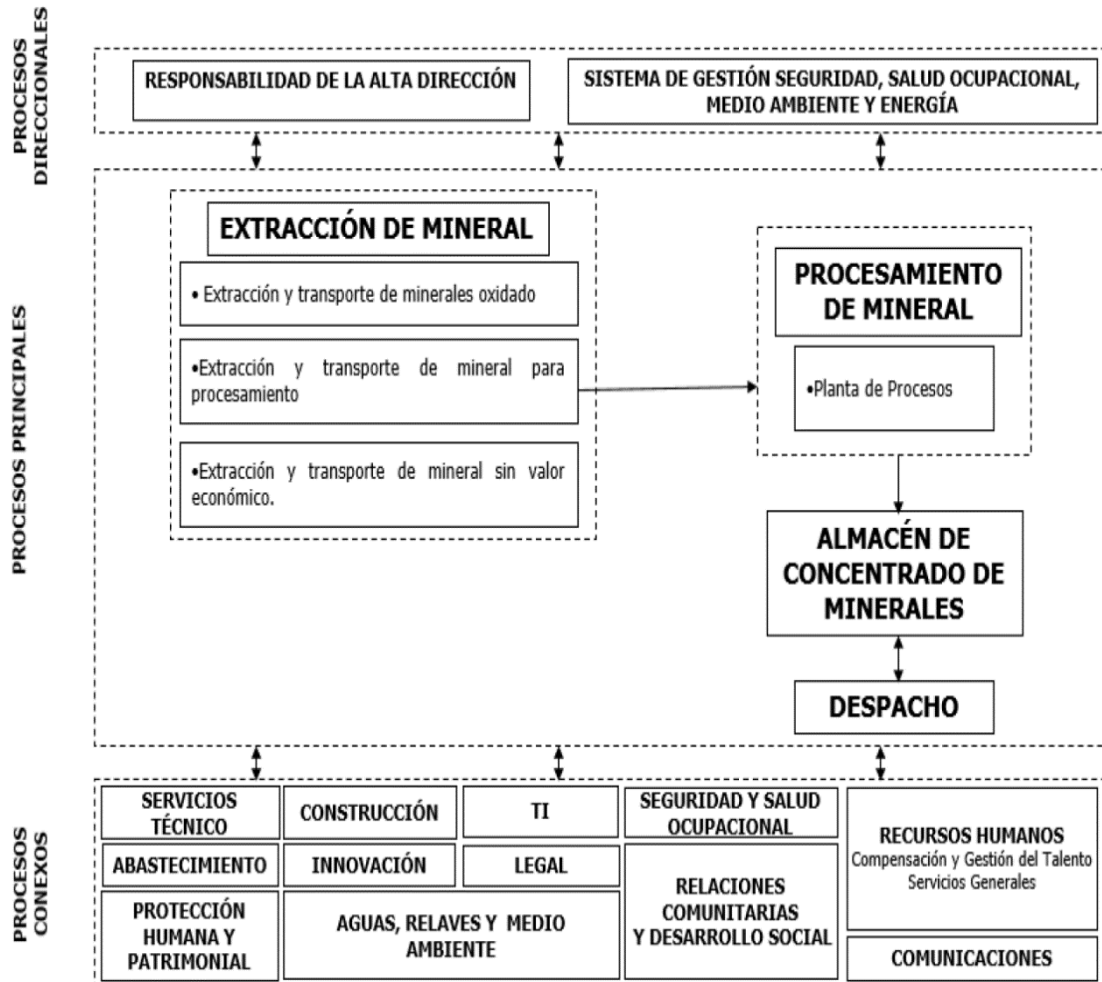 PROCESOS
DIRECCIONALES
RESPONSABILIDAD DE LA ALTA DIRECCIÓN
SISTEMA DE GESTIÓN SEGURIDAD, SALUD OCUPACIONAL,
MEDIO AMBIENTE Y ENERGÍA
PROCESOS PRINCIPALES
EXTRACCIÓN DE MINERAL
• Extracción y transporte de minerales oxidado
•Extracción y transporte de mineral para
procesamiento
•Extracción y transporte de mineral sin valor
económico.
PROCESAMIENTO
DE MINERAL
•Planta de Procesos
ALMACÉN DE
CONCENTRADO DE
MINERALES
DESPACHO
PROCESOS
CONEXOS
SERVICIOS
TÉCNICO
CONSTRUCCIÓN
TI
SEGURIDAD Y SALUD
OCUPACIONAL
RECURSOS HUMANOS
Compensación y Gestión del Talento
Servicios Generales
ABASTECIMIENTO
INNOVACIÓN
LEGAL
RELACIONES
COMUNITARIAS
Y DESARROLLO SOCIAL
PROTECCIÓN
HUMANA Y
PATRIMONIAL
AGUAS, RELAVES Y MEDIO
AMBIENTE
COMUNICACIONES